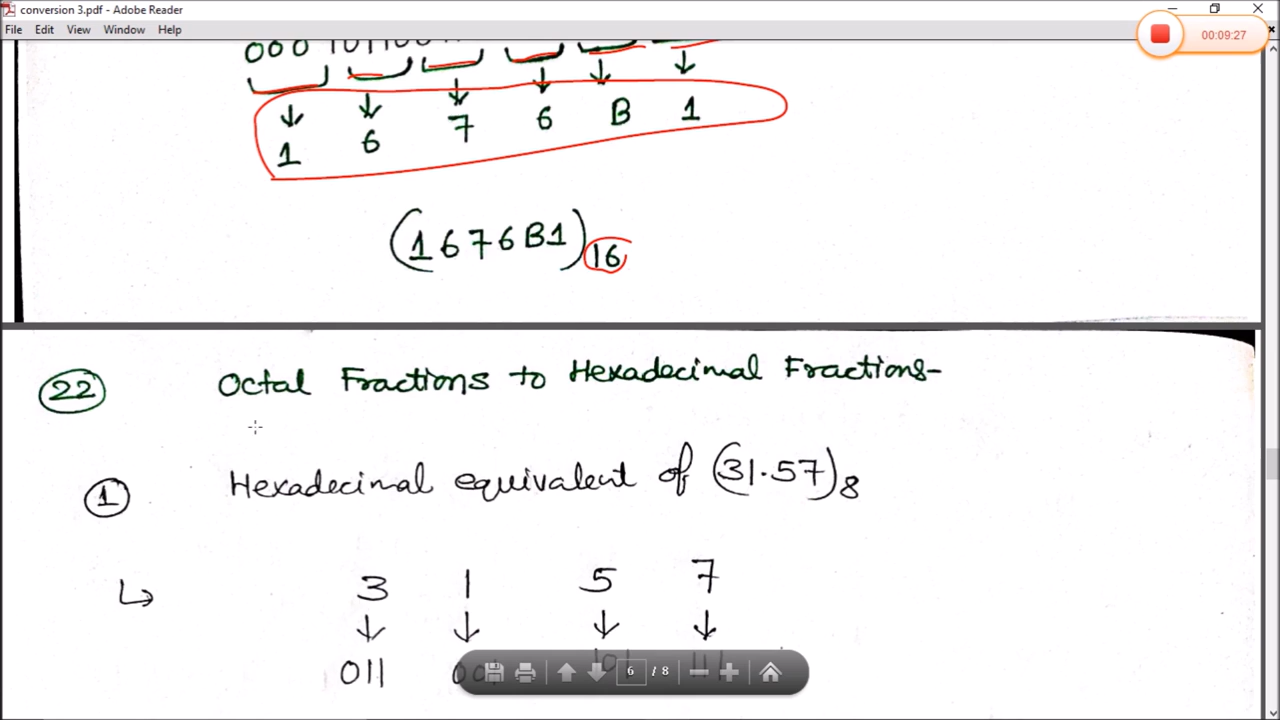 conversion 3.pdf - Adobe Reader
File Edit View Window Help
00:09:27
000
1 6 7 6 B 1
(1676B1)16
22 Octal Fractions to Hexadecimal Fractions-
1 Hexadecimal equivalent of (31.57)8
3 1 5 7
011
6 / 8